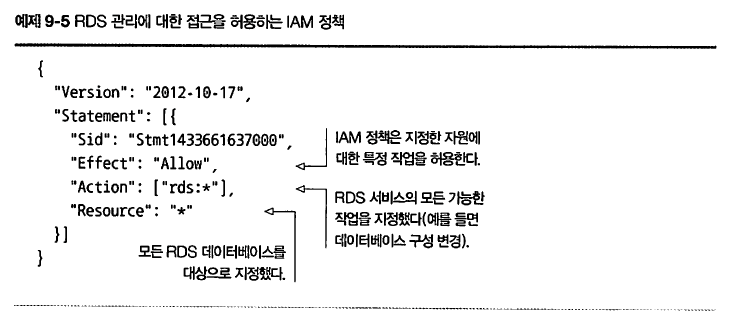 예제 9-5 RDS 관리에 대한 접근을 허용하는 IAM 정책
{
"Version": "2012-10-17",
"Statement": [{
"Sid": "Stmt1433661637000",
"Effect": "Allow",
"Action": ["rds:*"],
"Resource": "*"
}]
}
IAM 정책은 지정한 자원에
대한 특정 작업을 허용한다.
RDS 서비스의 모든 가능한
작업을 지정했다(예를 들면
데이터베이스 구성 변경).
모든 RDS 데이터베이스를
대상으로 지정했다.